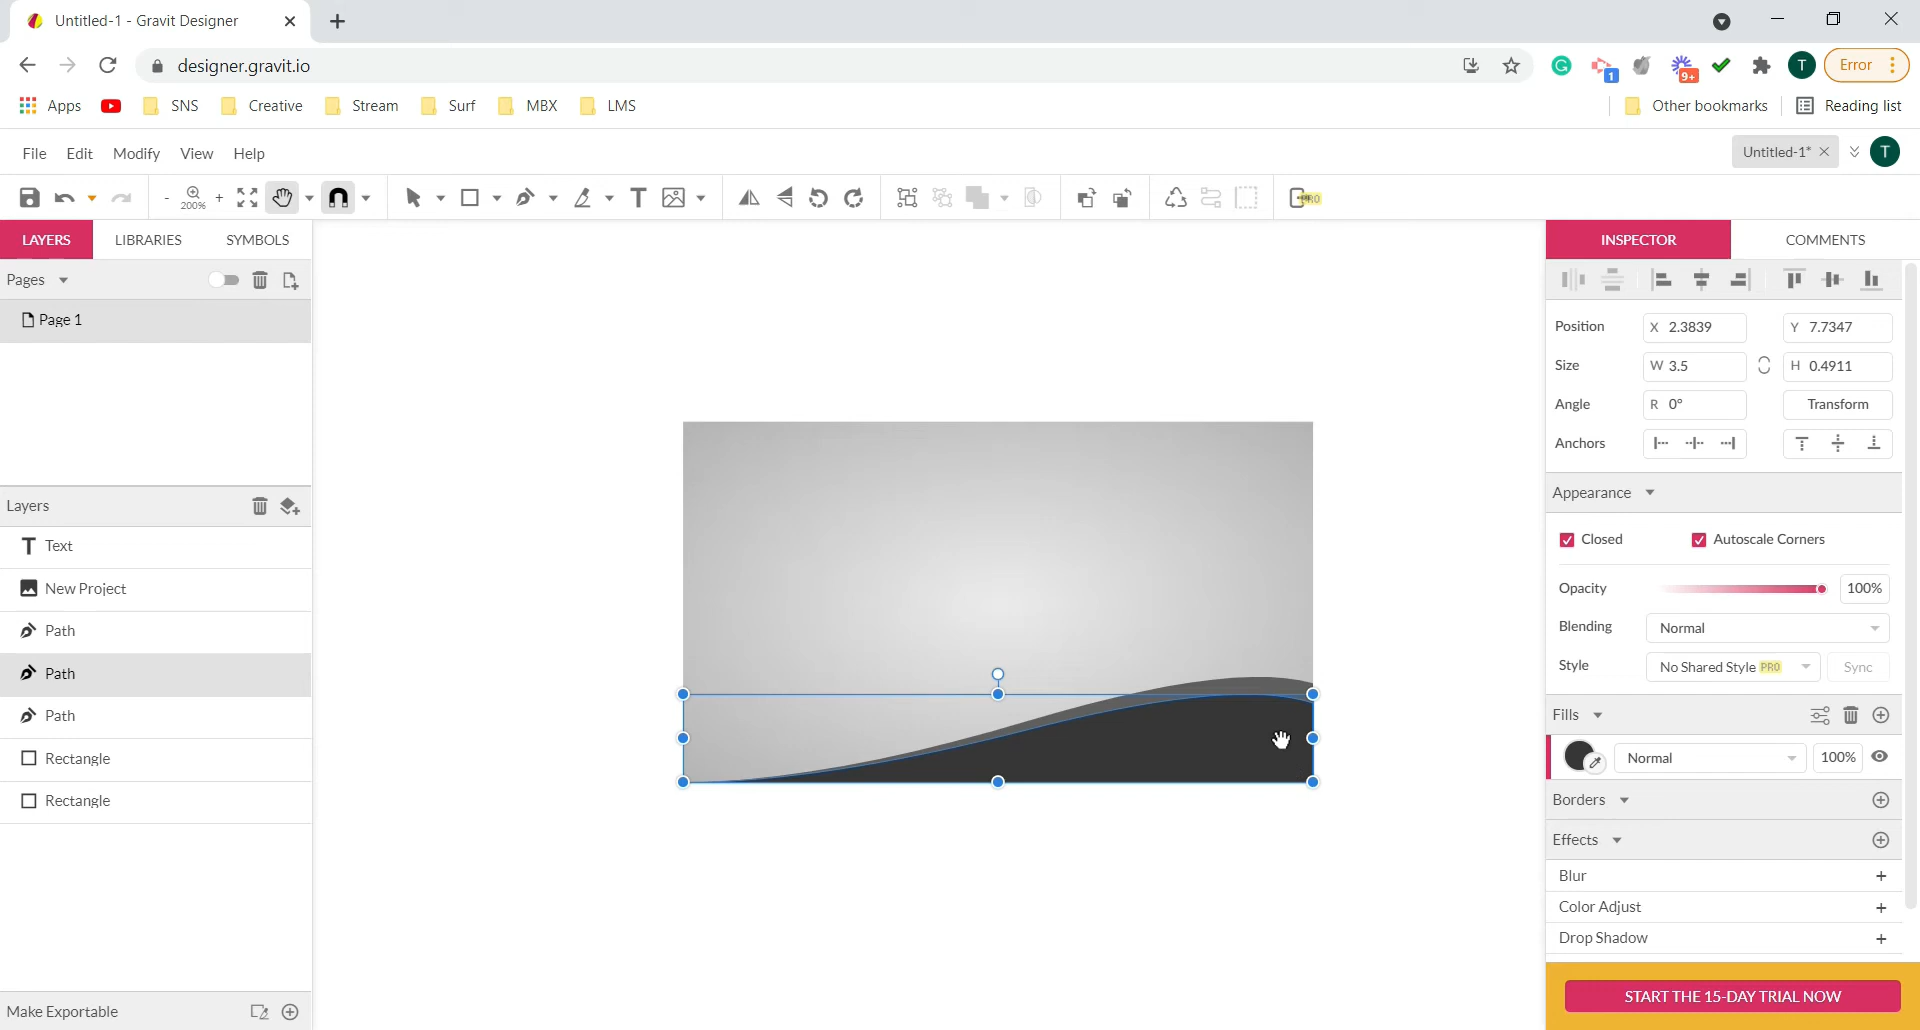 Untitled-1 - Gravit Designer
designer.gravit.io
1
9+
T
Error
Apps
SNS
Creative
Stream
Surf
MBX
LMS
Other bookmarks
Reading list
File
Edit
Modify
View
Help
Untitled-1*
T
-
200%
+
T
PRO
LAYERS
LIBRARIES
SYMBOLS
INSPECTOR
COMMENTS
Pages
Page 1
Layers
Text
New Project
Path
Path
Path
Rectangle
Rectangle
Make Exportable
Position
X 2.3839
Y 7.7347
Size
W 3.5
H 0.4911
Angle
R 0°
Transform
Anchors
Appearance
Closed
Autoscale Corners
Opacity
100%
Blending
Normal
Style
No Shared Style PRO
Sync
Fills
Normal
100%
Borders
Effects
Blur
+
Color Adjust
+
Drop Shadow
+
START THE 15-DAY TRIAL NOW